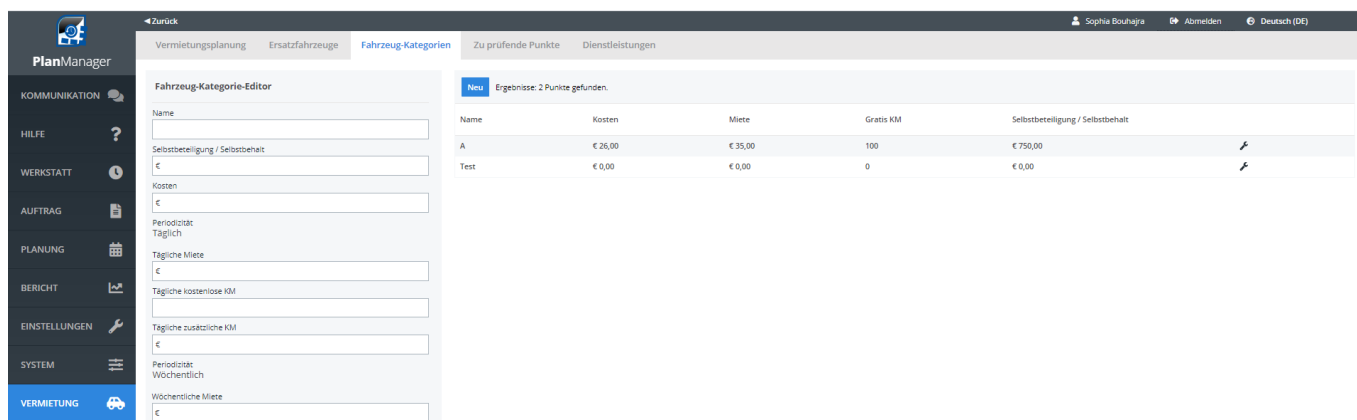 ◄Zurück
Sophia Bouhajra
Abmelden
Deutsch (DE)
PlanManager
Vermietungsplanung
Ersatzfahrzeuge
Fahrzeug-Kategorien
Zu prüfende Punkte
Dienstleistungen
KOMMUNIKATION
HILFE
WERKSTATT
AUFTRAG
PLANUNG
BERICHT
EINSTELLUNGEN
SYSTEM
VERMIETUNG
Fahrzeug-Kategorie-Editor
Name
Selbstbeteiligung / Selbstbehalt
€
Kosten
€
Periodizität
Täglich
Tägliche Miete
€
Tägliche kostenlose KM
Tägliche zusätzliche KM
€
Periodizität
Wöchentlich
Wöchentliche Miete
€
Neu Ergebnisse: 2 Punkte gefunden.
Name Kosten Miete Gratis KM Selbstbeteiligung / Selbstbehalt
A € 26,00 € 35,00 100 € 750,00
Test € 0,00 € 0,00 0 € 0,00